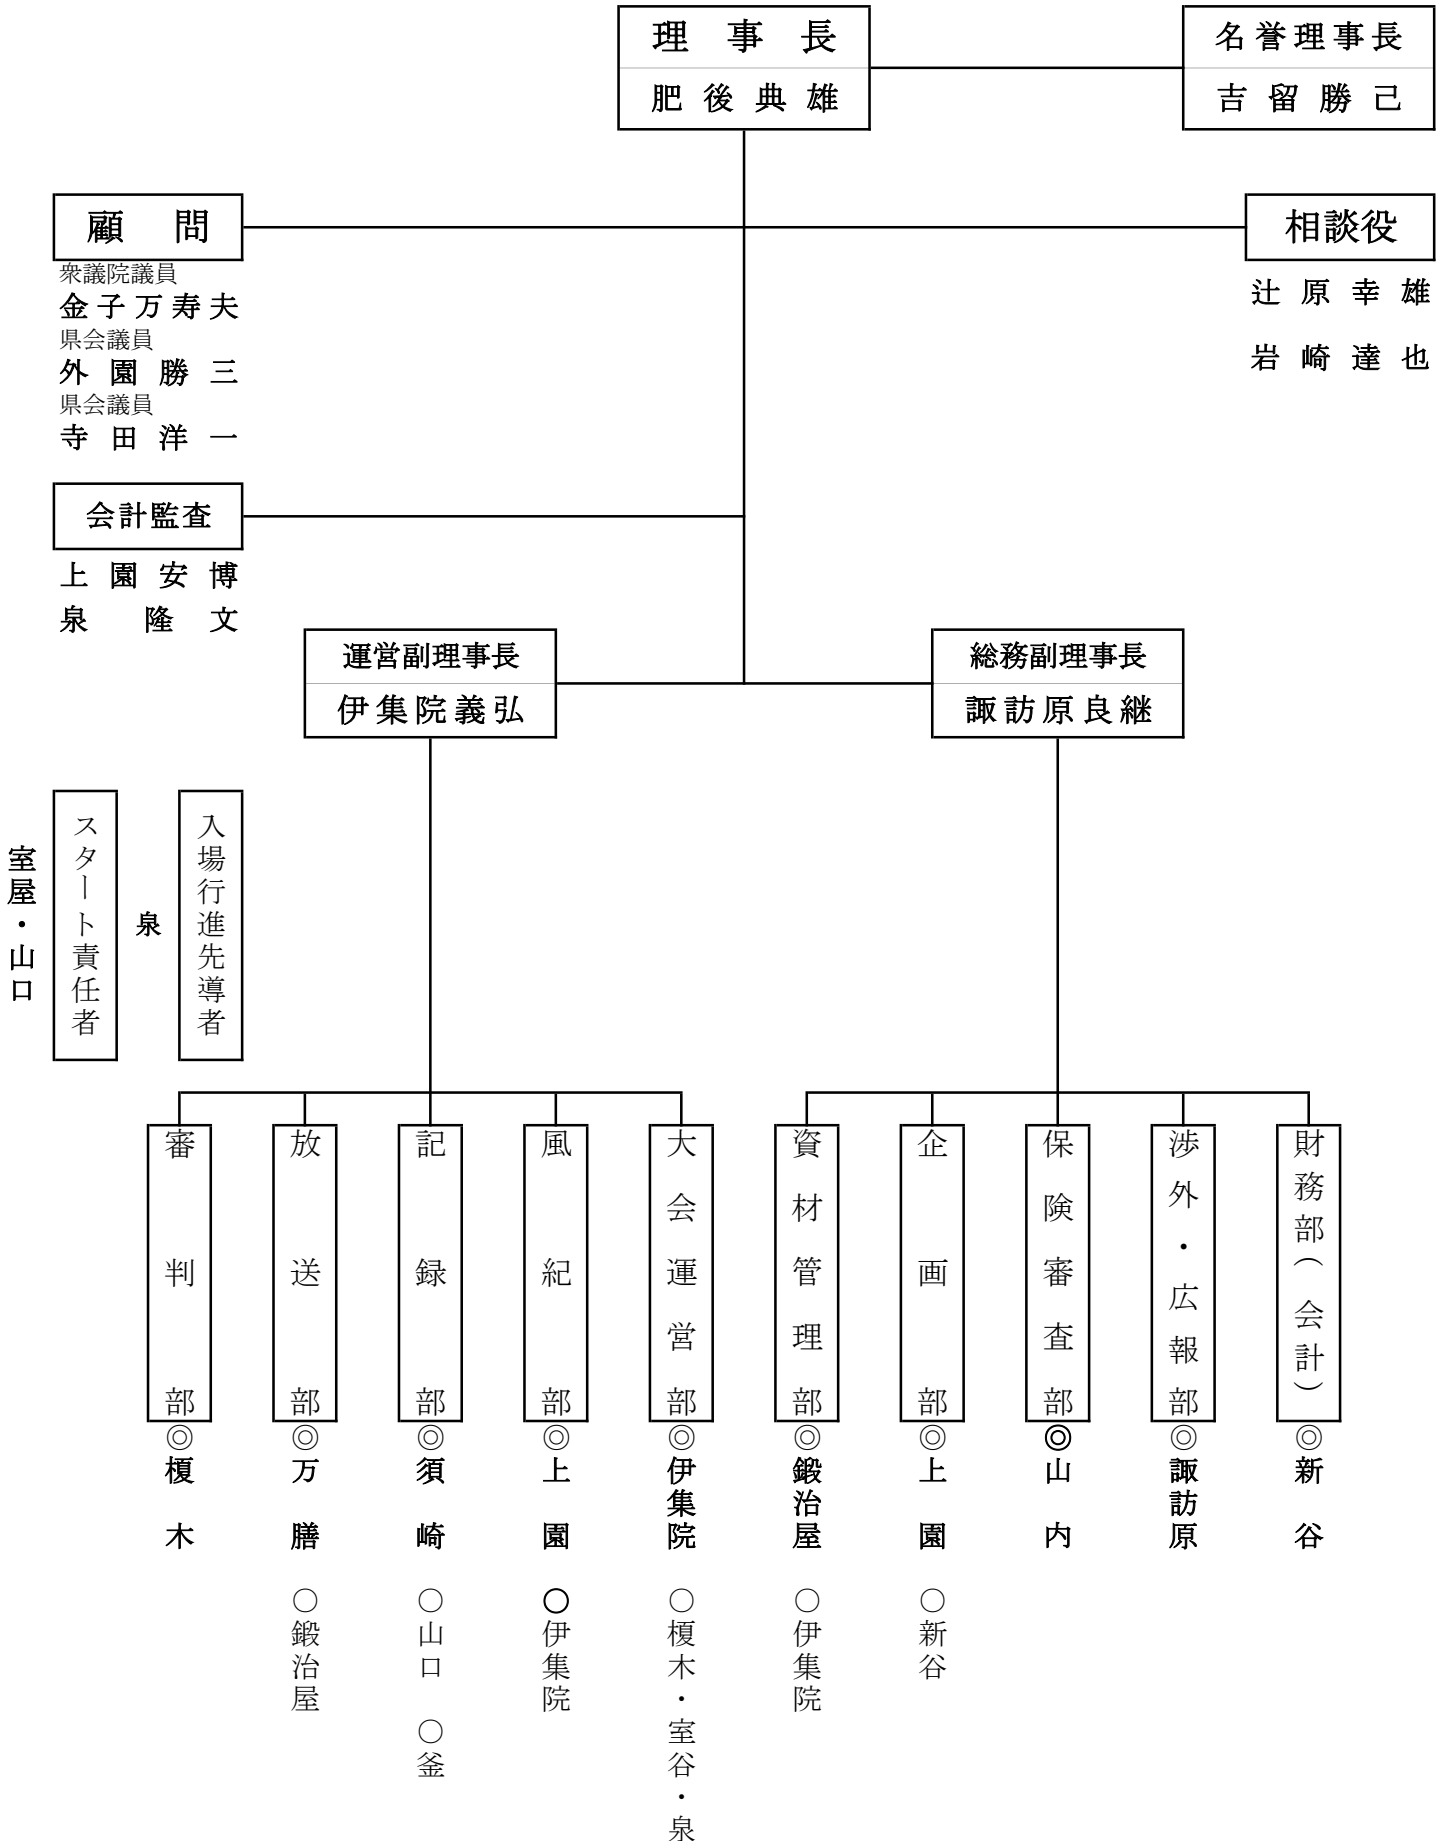 理事長
肥後典雄
名誉理事長
吉留勝己
顧問
衆議院議員
金子万寿夫
県会議員
外園勝三
県会議員
寺田洋一
相談役
辻原幸雄
岩崎達也
会計監査
上園安博
泉隆文
運営副理事長
伊集院義弘
総務副理事長
諏訪原良継
入場行進先導者
泉
スタート責任者
室屋・山口
財務部(会計)
◎新谷
渉外・広報部
◎諏訪原
保険審査部
◎山内
企画部
◎上園 ○新谷
資材管理部
◎鍛治屋 ○伊集院
大会運営部
◎伊集院 ○榎木・室谷・泉
風紀部
◎上園 ○伊集院
記録部
◎須崎 ○山口 ○釜
放送部
◎万膳 ○鍛治屋
審判部
◎榎木